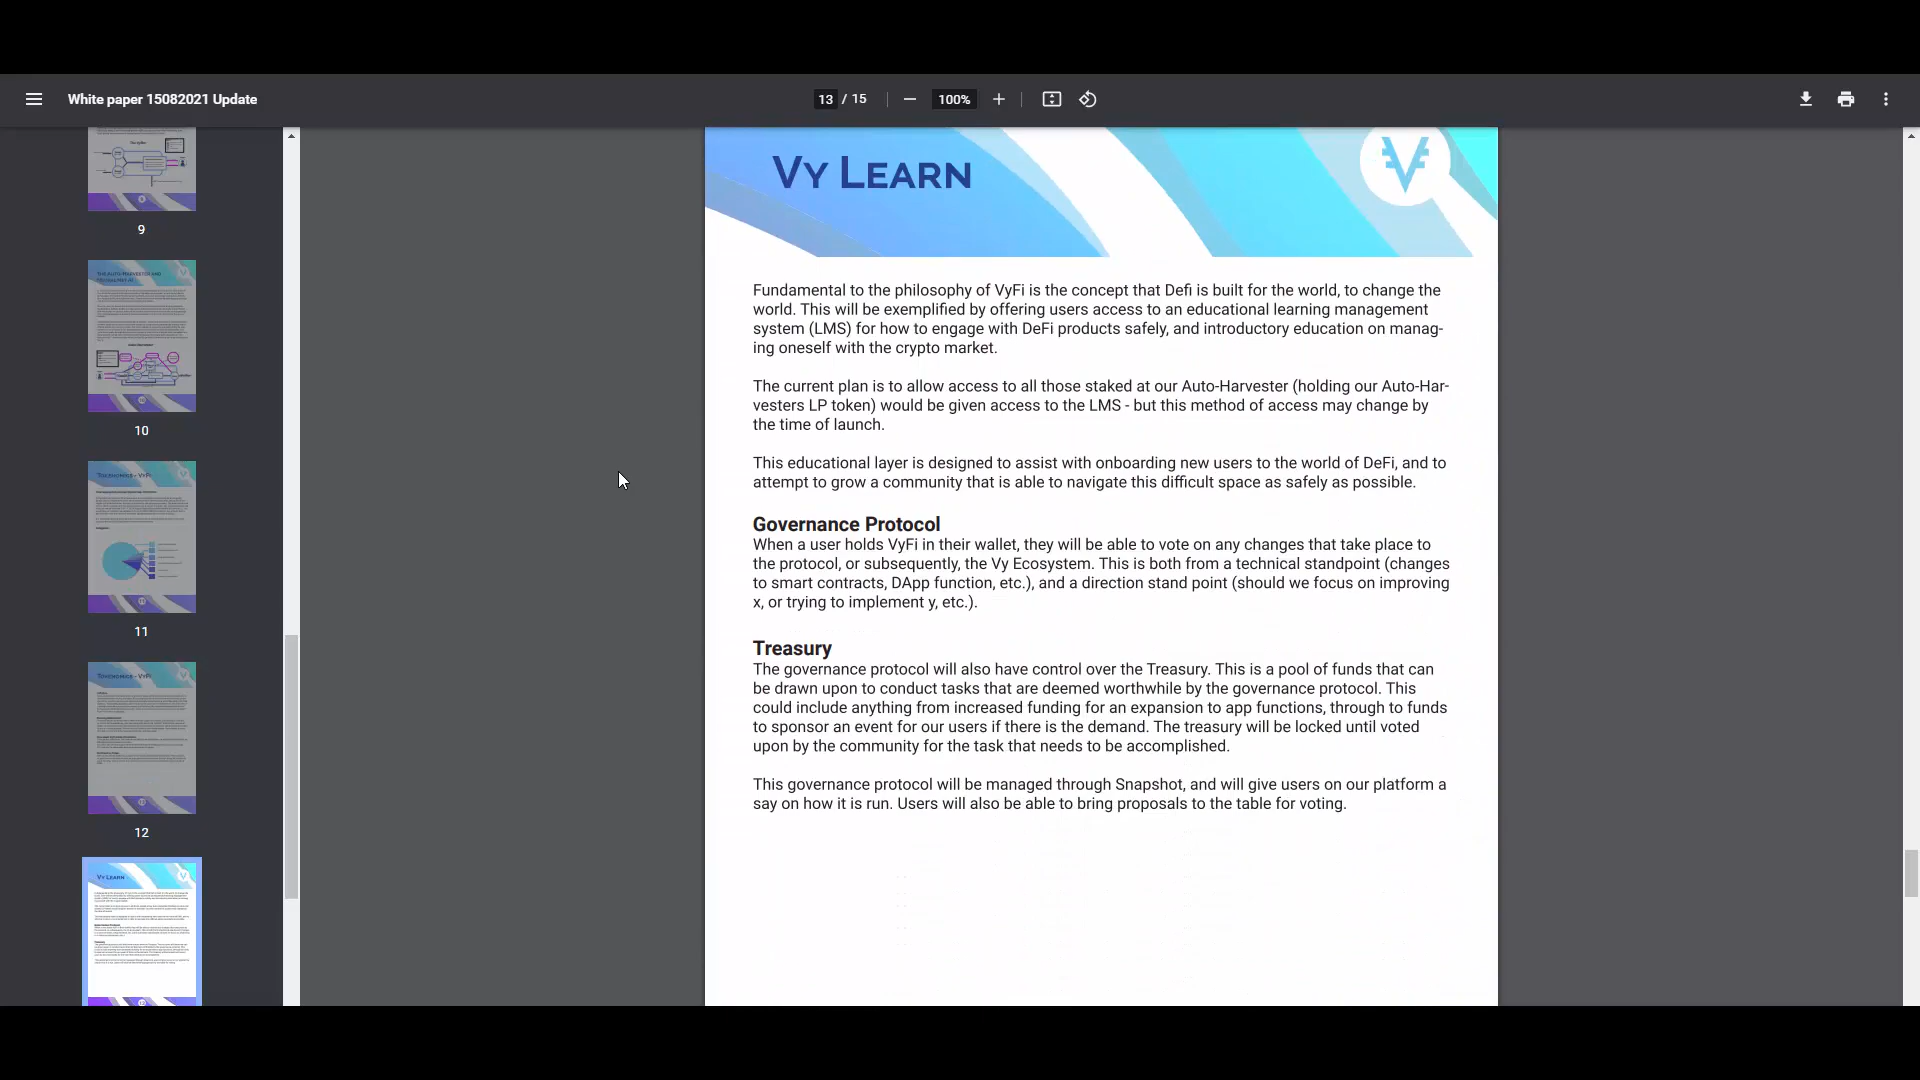 White paper 15082021 Update
13 / 15
100%
9
10
11
12
VY LEARN
Fundamental to the philosophy of VyFi is the concept that Defi is built for the world, to change the
world. This will be exemplified by offering users access to an educational learning management
system (LMS) for how to engage with DeFi products safely, and introductory education on manag-
ing oneself with the crypto market.
The current plan is to allow access to all those staked at our Auto-Harvester (holding our Auto-Har-
vesters LP token) would be given access to the LMS - but this method of access may change by
the time of launch.
This educational layer is designed to assist with onboarding new users to the world of DeFi, and to
attempt to grow a community that is able to navigate this difficult space as safely as possible.
Governance Protocol
When a user holds VyFi in their wallet, they will be able to vote on any changes that take place to
the protocol, or subsequently, the Vy Ecosystem. This is both from a technical standpoint (changes
to smart contracts, DApp function, etc.), and a direction stand point (should we focus on improving
x, or trying to implement y, etc.).
Treasury
The governance protocol will also have control over the Treasury. This is a pool of funds that can
be drawn upon to conduct tasks that are deemed worthwhile by the governance protocol. This
could include anything from increased funding for an expansion to app functions, through to funds
to sponsor an event for our users if there is the demand. The treasury will be locked until voted
upon by the community for the task that needs to be accomplished.
This governance protocol will be managed through Snapshot, and will give users on our platform a
say on how it is run. Users will also be able to bring proposals to the table for voting.